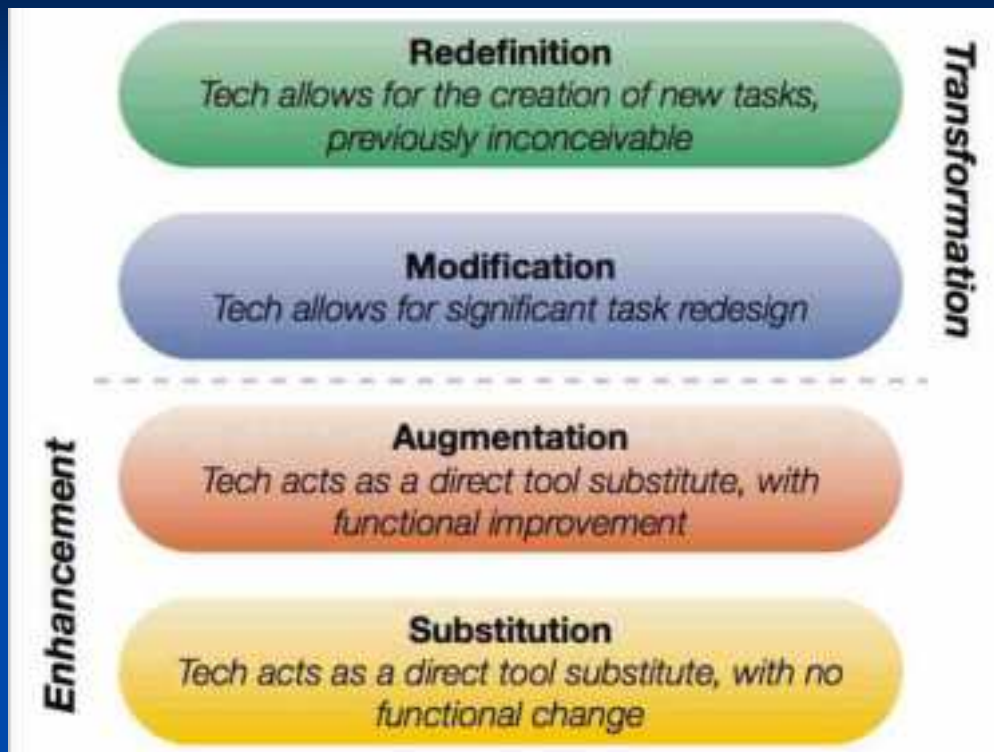 Redefinition
Tech allows for the creation of new tasks,
previously inconceivable
Transformation
Modification
Tech allows for significant task redesign
Enhancement
Augmentation
Tech acts as a direct tool substitute, with
functional improvement
Substitution
Tech acts as a direct tool substitute, with no
functional change